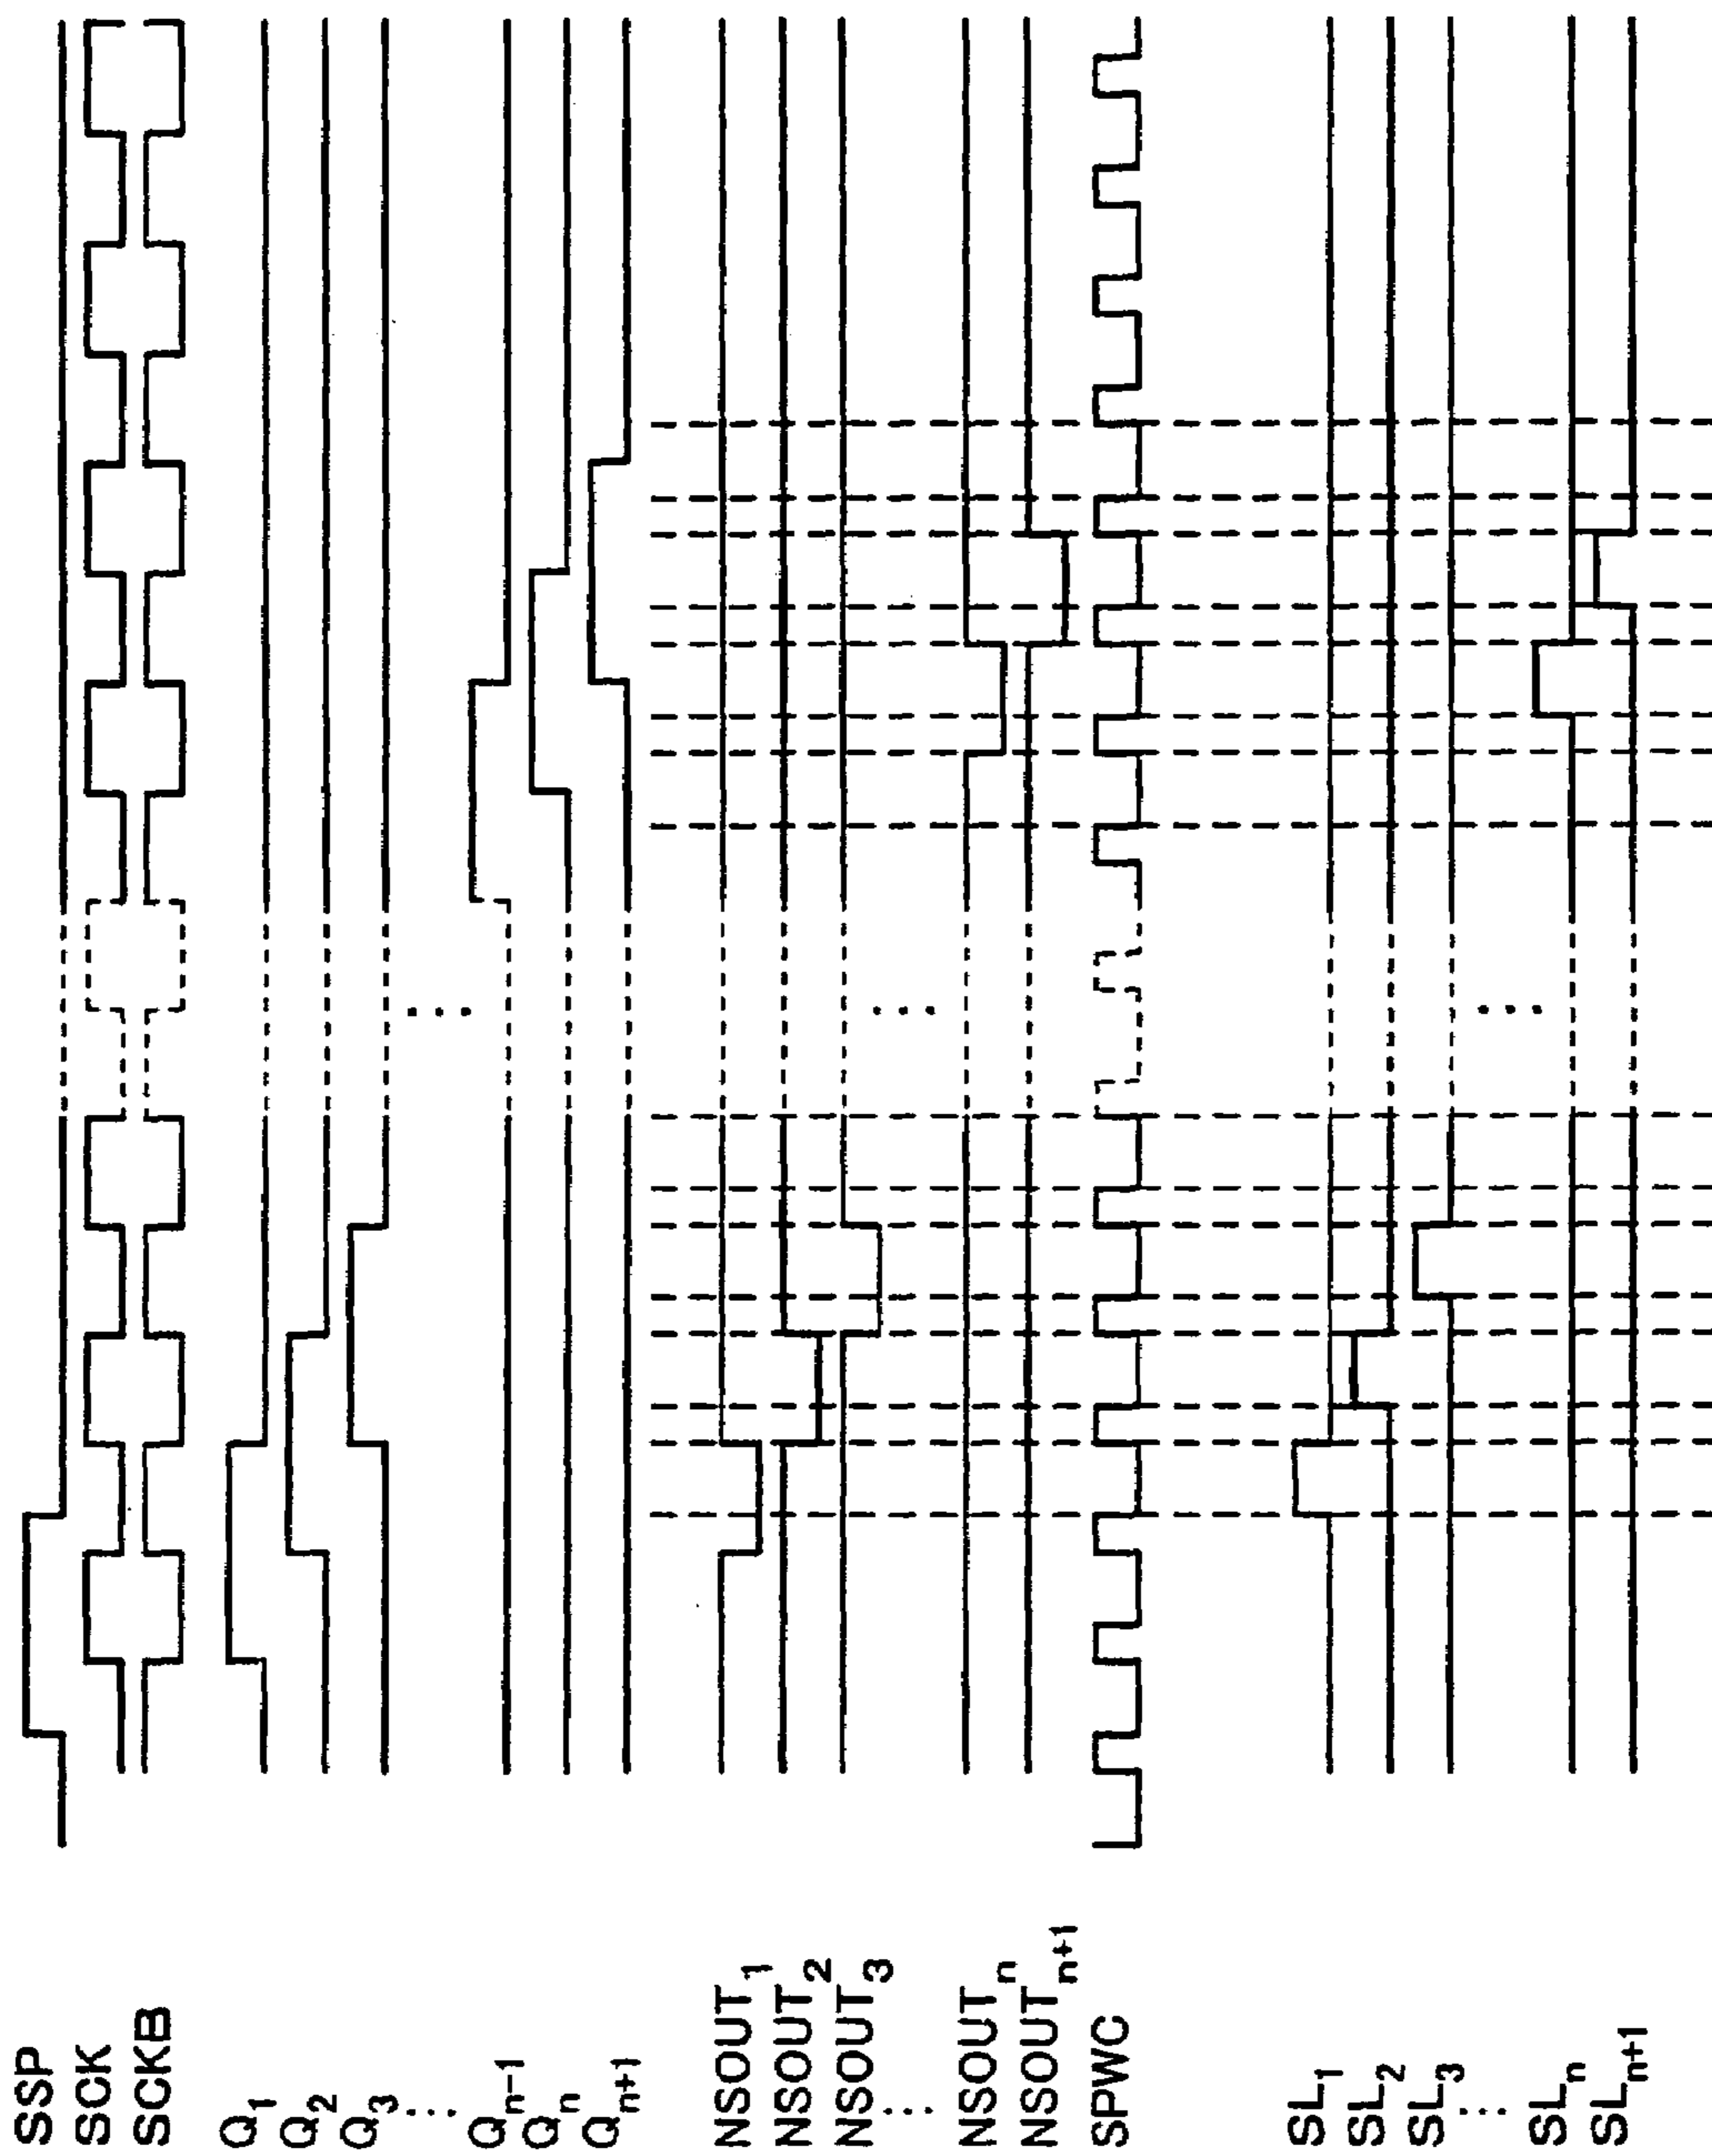 SSP
SCK
SCKB
Q1
Q2
Q3
⋮
Qn-1
Qn
Qn+1
NSOUT1
NSOUT2
NSOUT3
⋮
NSOUTn
NSOUTn+1
SPWC
SL1
SL2
SL3
⋮
SLn
SLn+1